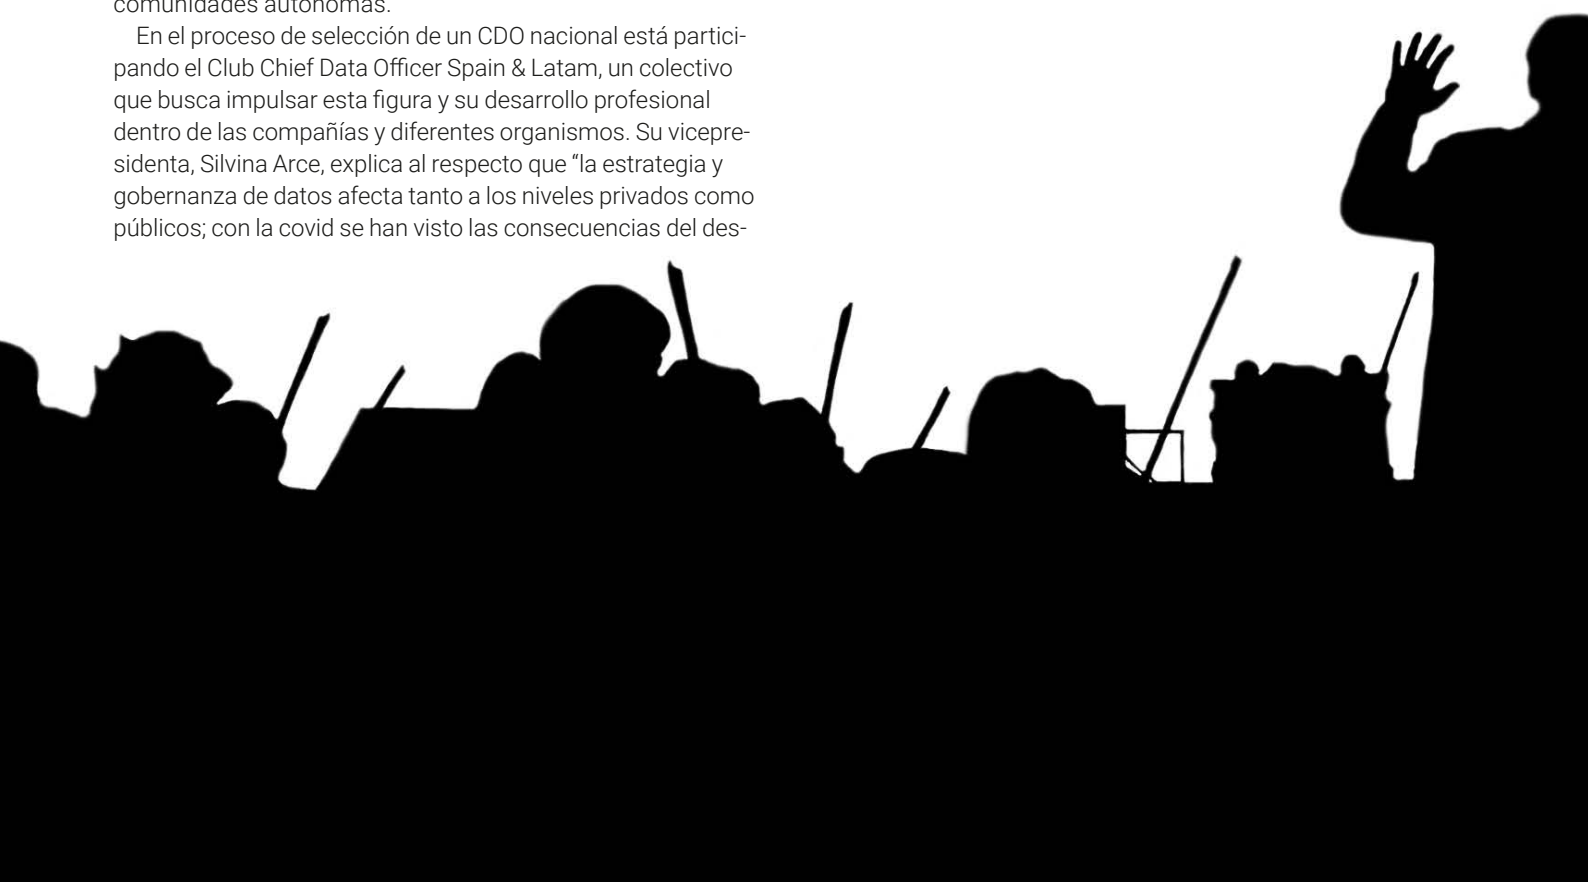 comunidades autónomas.
En el proceso de selección de un CDO nacional está partici-
pando el Club Chief Data Officer Spain & Latam, un colectivo
que busca impulsar esta figura y su desarrollo profesional
dentro de las compañías y diferentes organismos. Su vicepre-
sidenta, Silvina Arce, explica al respecto que “la estrategia y
gobernanza de datos afecta tanto a los niveles privados como
públicos; con la covid se han visto las consecuencias del des-